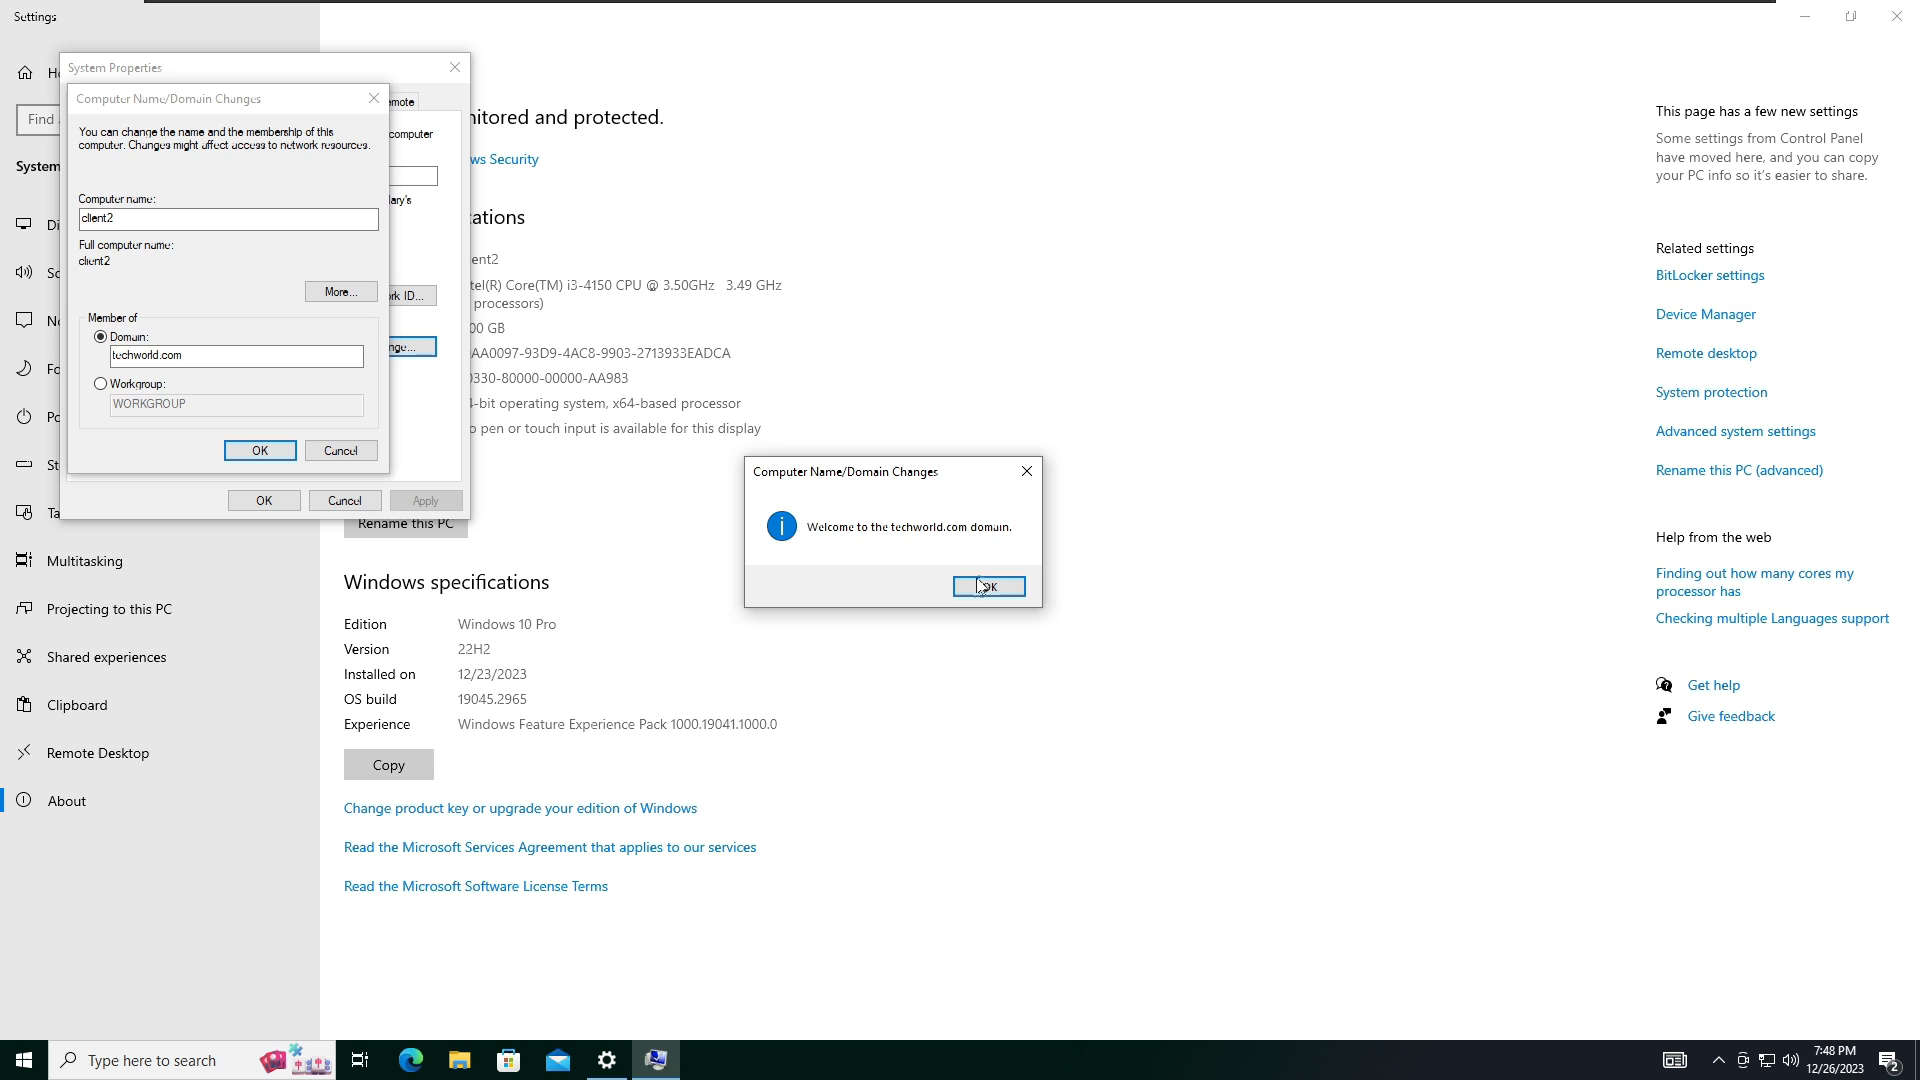 Settings
System Properties
Computer Name/Domain Changes
You can change the name and the membership of this
computer. Changes might affect access to network resources.
Computer name:
client2
Full computer name:
client2
More...
Member of
Domain:
techworld.com
Workgroup:
WORKGROUP
OK
Cancel
OK
Cancel
Apply
Find
System
Multitasking
Projecting to this PC
Shared experiences
Clipboard
Remote Desktop
About
emote
computer
ary's
rk ID...
nge...
itored and protected.
ws Security
ations
ent2
tel(R) Core(TM) i3-4150 CPU @ 3.50GHz 3.49 GHz
processors)
00 GB
AA0097-93D9-4AC8-9903-2713933EADCA
0330-80000-00000-AA983
-bit operating system, x64-based processor
pen or touch input is available for this display
Rename this PC
Computer Name/Domain Changes
Welcome to the techworld.com domain.
OK
Windows specifications
Edition Windows 10 Pro
Version 22H2
Installed on 12/23/2023
OS build 19045.2965
Experience Windows Feature Experience Pack 1000.19041.1000.0
Copy
Change product key or upgrade your edition of Windows
Read the Microsoft Services Agreement that applies to our services
Read the Microsoft Software License Terms
This page has a few new settings
Some settings from Control Panel
have moved here, and you can copy
your PC info so it's easier to share.
Related settings
BitLocker settings
Device Manager
Remote desktop
System protection
Advanced system settings
Rename this PC (advanced)
Help from the web
Finding out how many cores my
processor has
Checking multiple Languages support
Get help
Give feedback
Type here to search
7:48 PM
12/26/2023
2